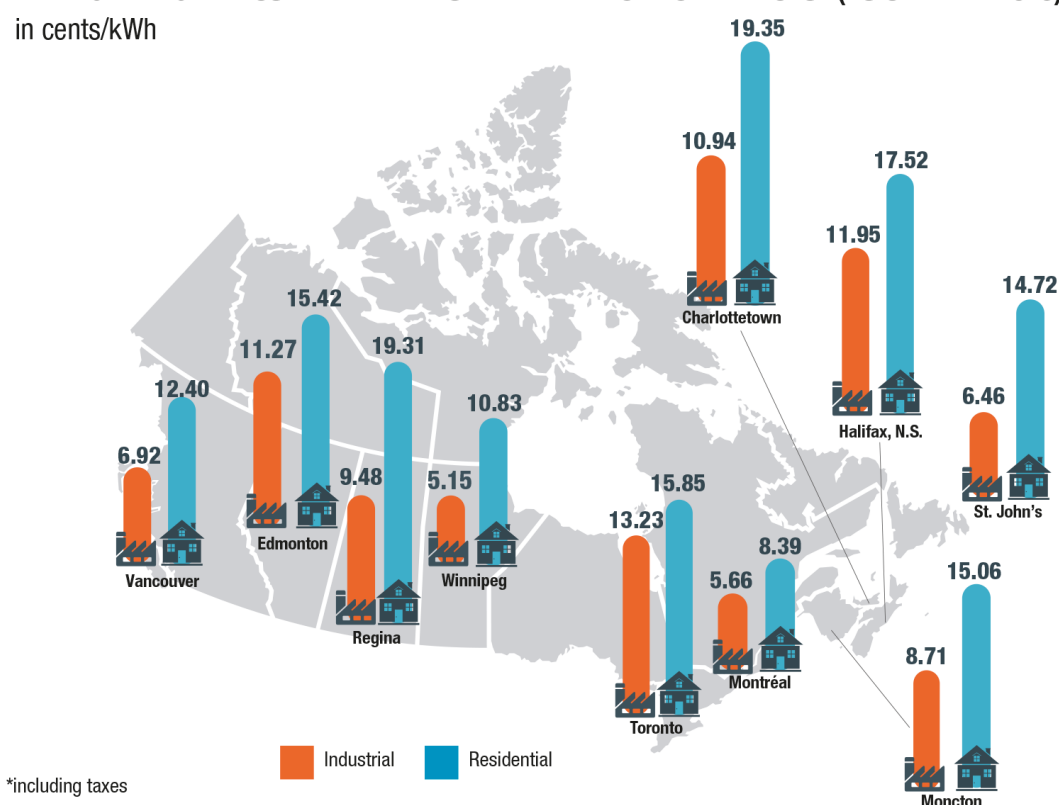 in cents/kWh
19.35
10.94
Charlottetown
17.52
11.95
Halifax, N.S.
14.72
6.46
St. John's
15.42
11.27
Edmonton
19.31
9.48
Regina
12.40
6.92
Vancouver
10.83
5.15
Winnipeg
15.85
13.23
Toronto
8.39
5.66
Montréal
15.06
8.71
Moncton
Industrial
Residential
*including taxes